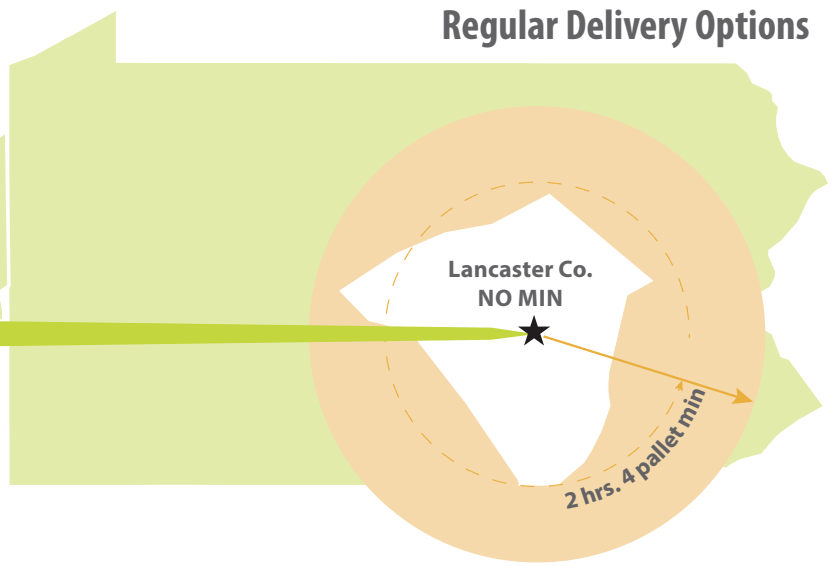 Regular Delivery Options
Lancaster Co.
NO MIN
2 hrs. 4 pallet min